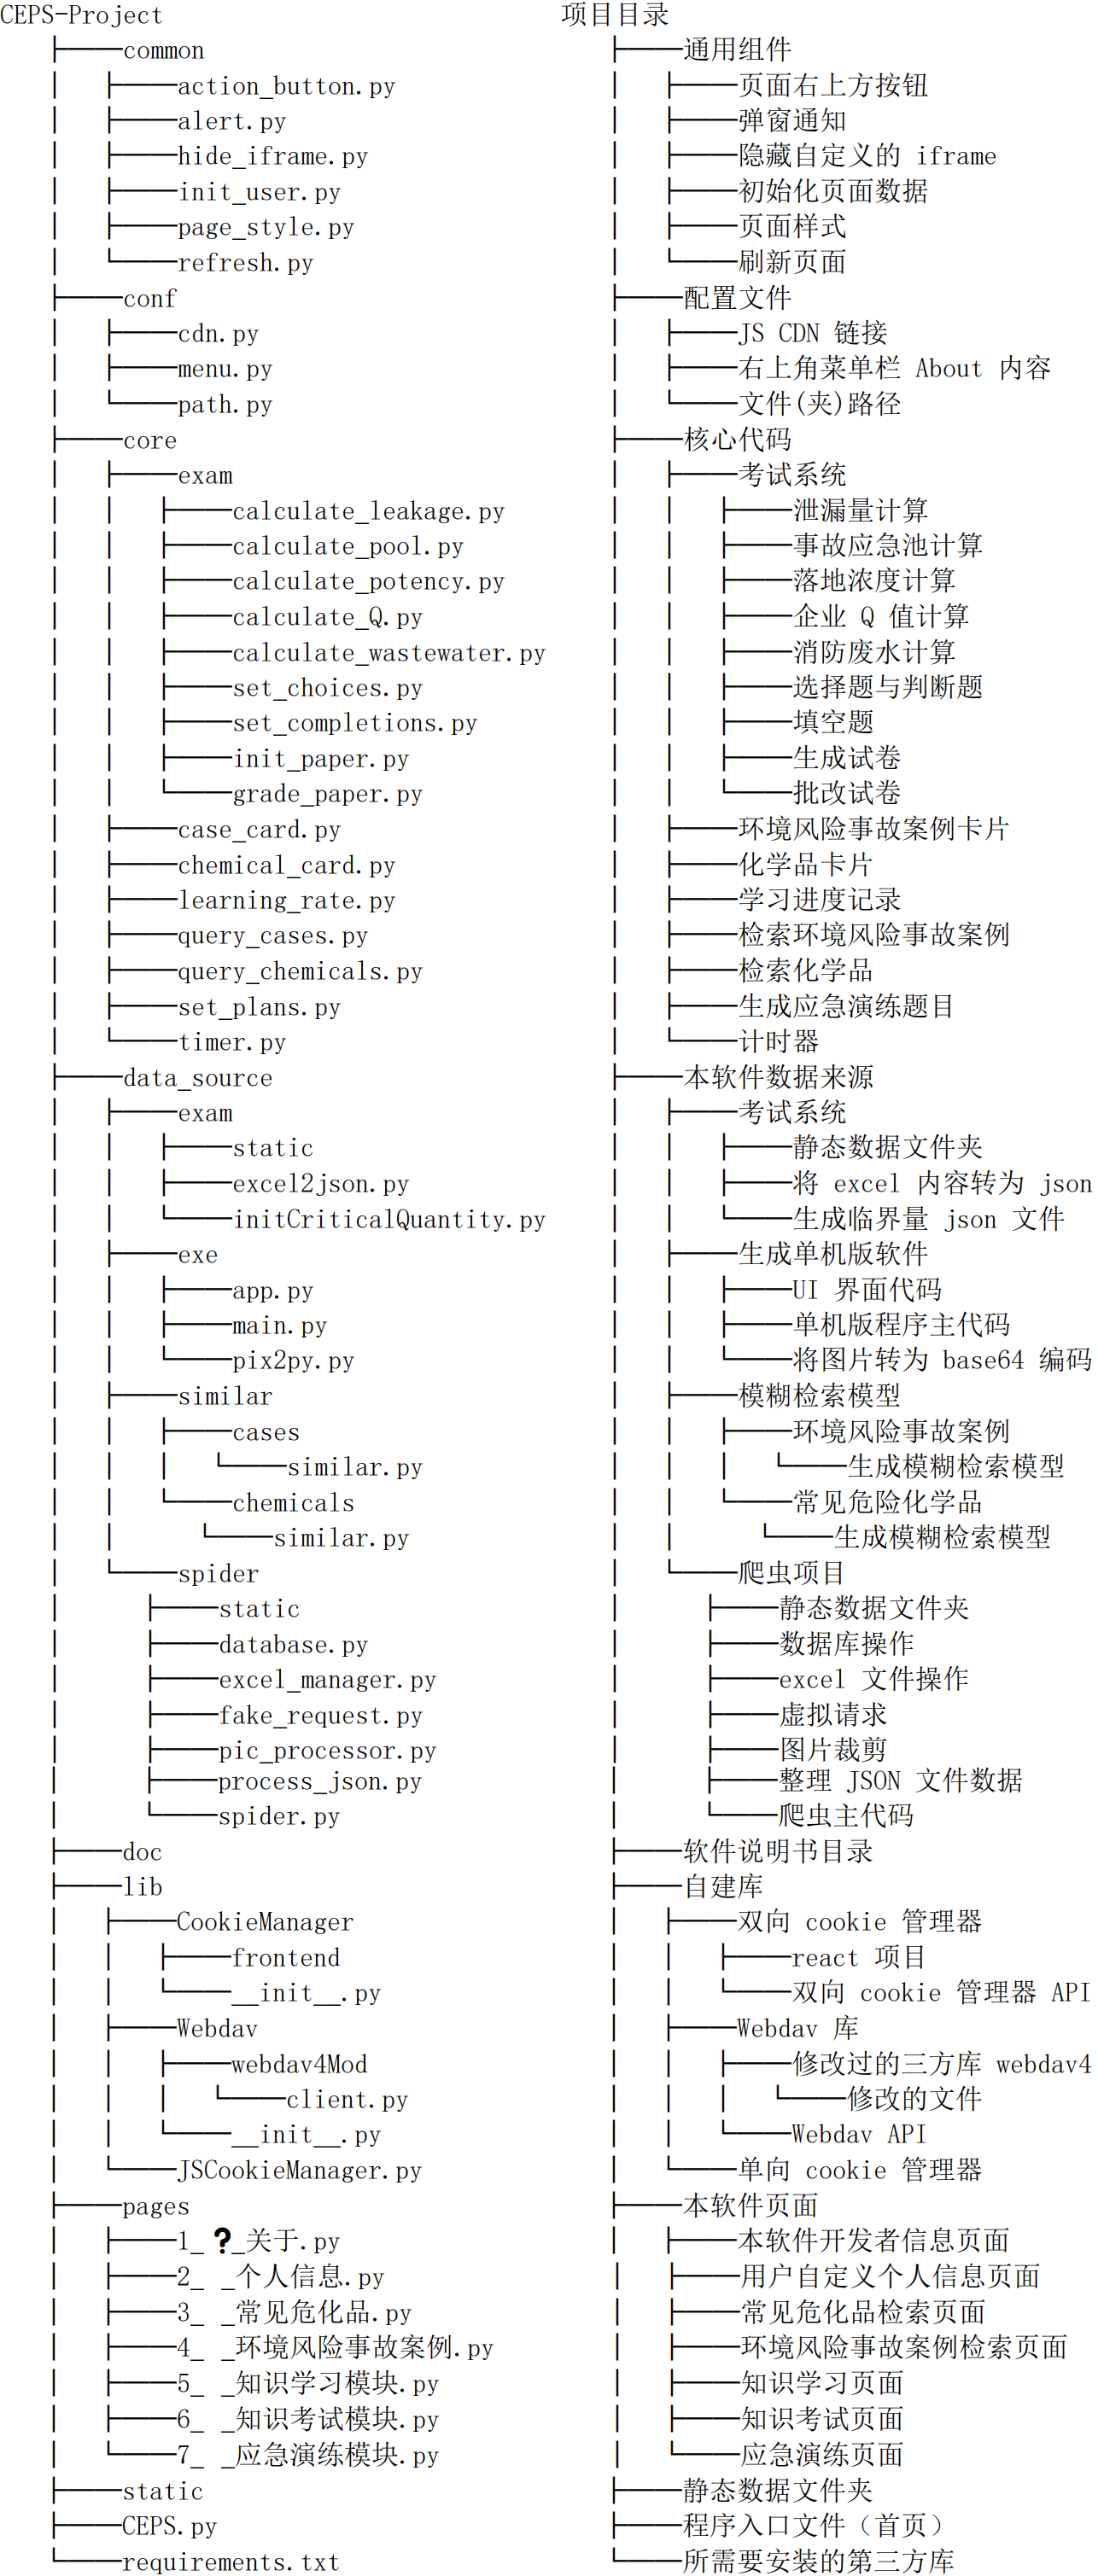 CEPS-Project 项目目录
├──common ├──通用组件
│ ├──action_button.py │ ├──页面右上方按钮
│ ├──alert.py │ ├──弹窗通知
│ ├──hide_iframe.py │ ├──隐藏自定义的 iframe
│ ├──init_user.py │ ├──初始化页面数据
│ ├──page_style.py │ ├──页面样式
│ └──refresh.py │ └──刷新页面
├──conf ├──配置文件
│ ├──cdn.py │ ├──JS CDN 链接
│ ├──menu.py │ ├──右上角菜单栏 About 内容
│ └──path.py │ └──文件(夹)路径
├──core ├──核心代码
│ ├──exam │ ├──考试系统
│ │ ├──calculate_leakage.py │ │ ├──泄漏量计算
│ │ ├──calculate_pool.py │ │ ├──事故应急池计算
│ │ ├──calculate_potency.py │ │ ├──落地浓度计算
│ │ ├──calculate_Q.py │ │ ├──企业 Q 值计算
│ │ ├──calculate_wastewater.py │ │ ├──消防废水计算
│ │ ├──set_choices.py │ │ ├──选择题与判断题
│ │ ├──set_completions.py │ │ ├──填空题
│ │ ├──init_paper.py │ │ ├──生成试卷
│ │ └──grade_paper.py │ │ └──批改试卷
│ ├──case_card.py │ ├──环境风险事故案例卡片
│ ├──chemical_card.py │ ├──化学品卡片
│ ├──learning_rate.py │ ├──学习进度记录
│ ├──query_cases.py │ ├──检索环境风险事故案例
│ ├──query_chemicals.py │ ├──检索化学品
│ ├──set_plans.py │ ├──生成应急演练题目
│ └──timer.py │ └──计时器
├──data_source ├──本软件数据来源
│ ├──exam │ ├──考试系统
│ │ ├──static │ │ ├──静态数据文件夹
│ │ ├──excel2json.py │ │ ├──将 excel 内容转为 json
│ │ └──initCriticalQuantity.py │ │ └──生成临界量 json 文件
│ ├──exe │ ├──生成单机版软件
│ │ ├──app.py │ │ ├──UI 界面代码
│ │ ├──main.py │ │ ├──单机版程序主代码
│ │ └──pix2py.py │ │ └──将图片转为 base64 编码
│ ├──similar │ ├──模糊检索模型
│ │ ├──cases │ │ ├──环境风险事故案例
│ │ │ └──similar.py │ │ │ └──生成模糊检索模型
│ │ └──chemicals │ │ └──常见危险化学品
│ │ └──similar.py │ │ └──生成模糊检索模型
│ └──spider │ └──爬虫项目
│ ├──static │ ├──静态数据文件夹
│ ├──database.py │ ├──数据库操作
│ ├──excel_manager.py │ ├──excel 文件操作
│ ├──fake_request.py │ ├──虚拟请求
│ ├──pic_processor.py │ ├──图片裁剪
│ ├──process_json.py │ ├──整理 JSON 文件数据
│ └──spider.py │ └──爬虫主代码
├──doc ├──软件说明书目录
├──lib ├──自建库
│ ├──CookieManager │ ├──双向 cookie 管理器
│ │ ├──frontend │ │ ├──react 项目
│ │ └──__init__.py │ │ └──双向 cookie 管理器 API
│ ├──Webdav │ ├──Webdav 库
│ │ ├──webdav4Mod │ │ ├──修改过的三方库 webdav4
│ │ │ └──client.py │ │ │ └──修改的文件
│ │ └──__init__.py │ │ └──Webdav API
│ └──JSCookieManager.py │ └──单向 cookie 管理器
├──pages ├──本软件页面
│ ├──1_❓_关于.py │ ├──本软件开发者信息页面
│ ├──2_ _个人信息.py │ ├──用户自定义个人信息页面
│ ├──3_ _常见危化品.py │ ├──常见危化品检索页面
│ ├──4_ _环境风险事故案例.py │ ├──环境风险事故案例检索页面
│ ├──5_ _知识学习模块.py │ ├──知识学习页面
│ ├──6_ _知识考试模块.py │ ├──知识考试页面
│ └──7_ _应急演练模块.py │ └──应急演练页面
├──static ├──静态数据文件夹
├──CEPS.py ├──程序入口文件（首页）
└──requirements.txt └──所需要安装的第三方库